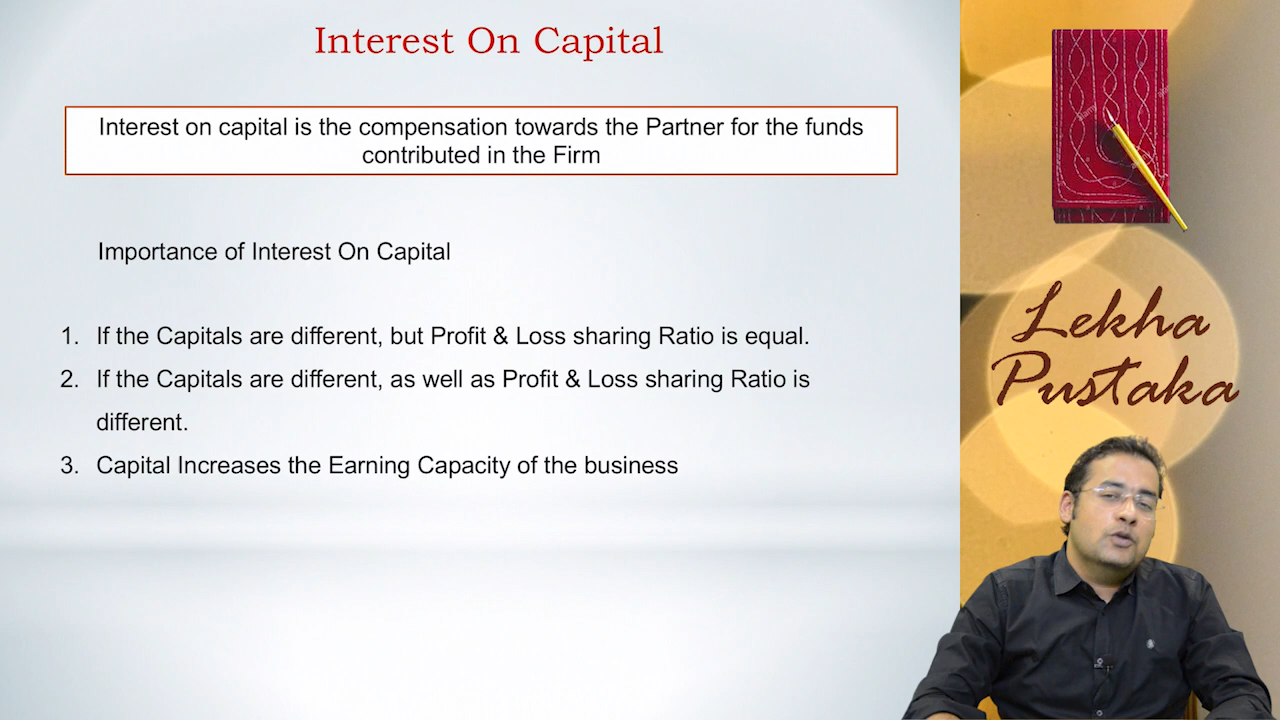 Interest On Capital
Interest on capital is the compensation towards the Partner for the funds
contributed in the Firm
Importance of Interest On Capital
1. If the Capitals are different, but Profit & Loss sharing Ratio is equal.
2. If the Capitals are different, as well as Profit & Loss sharing Ratio is
different.
3. Capital Increases the Earning Capacity of the business
Lekha
Pustaka